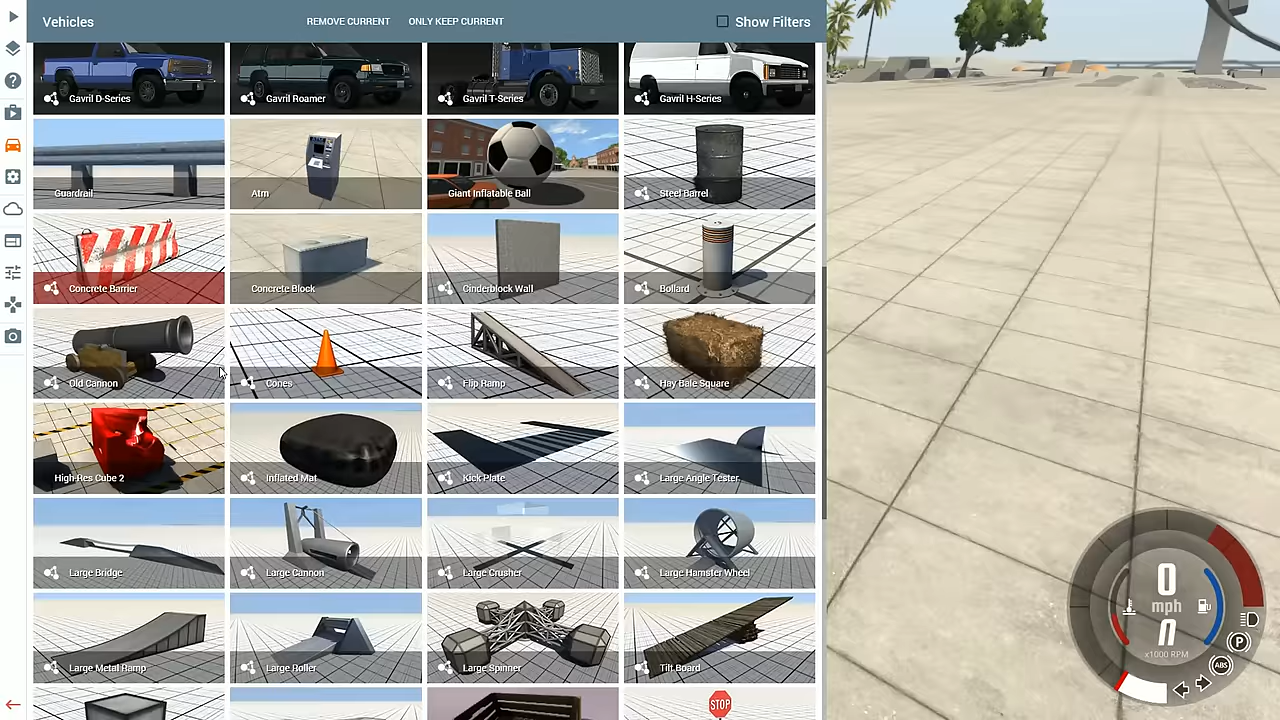 Vehicles REMOVE CURRENT ONLY KEEP CURRENT Show Filters
Gavril D-Series Gavril Roamer Gavril T-Series Gavril H-Series
Guardrail Atm Giant Inflatable Ball Steel Barrel
Concrete Barrier Concrete Block Cinderblock Wall Bollard
Old Cannon Cones Flip Ramp Hay Bale Square
High-Res Cube 2 Inflated Mat Kick Plate Large Angle Tester
Large Bridge Large Cannon Large Crusher Large Hamster Wheel
Large Metal Ramp Large Roller Large Spinner Tilt Board
STOP
0
mph
n
x1000 RPM
P
ABS